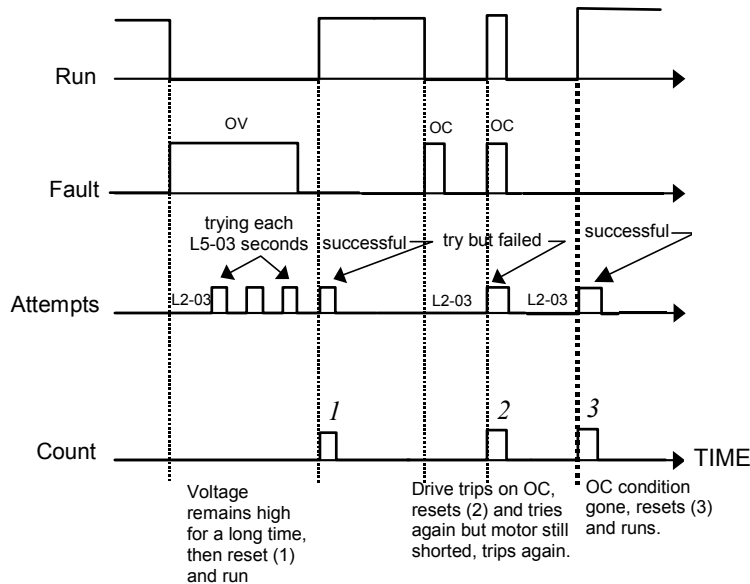 Run
OV
OC
OC
Fault
trying each
L5-03 seconds
successful
try but failed
successful
L2-03
L2-03
L2-03
Attempts
1
2
3
Count
TIME
Voltage
remains high
for a long time,
then reset (1)
and run
Drive trips on OC,
resets (2) and tries
again but motor still
shorted, trips again.
OC condition
gone, resets (3)
and runs.